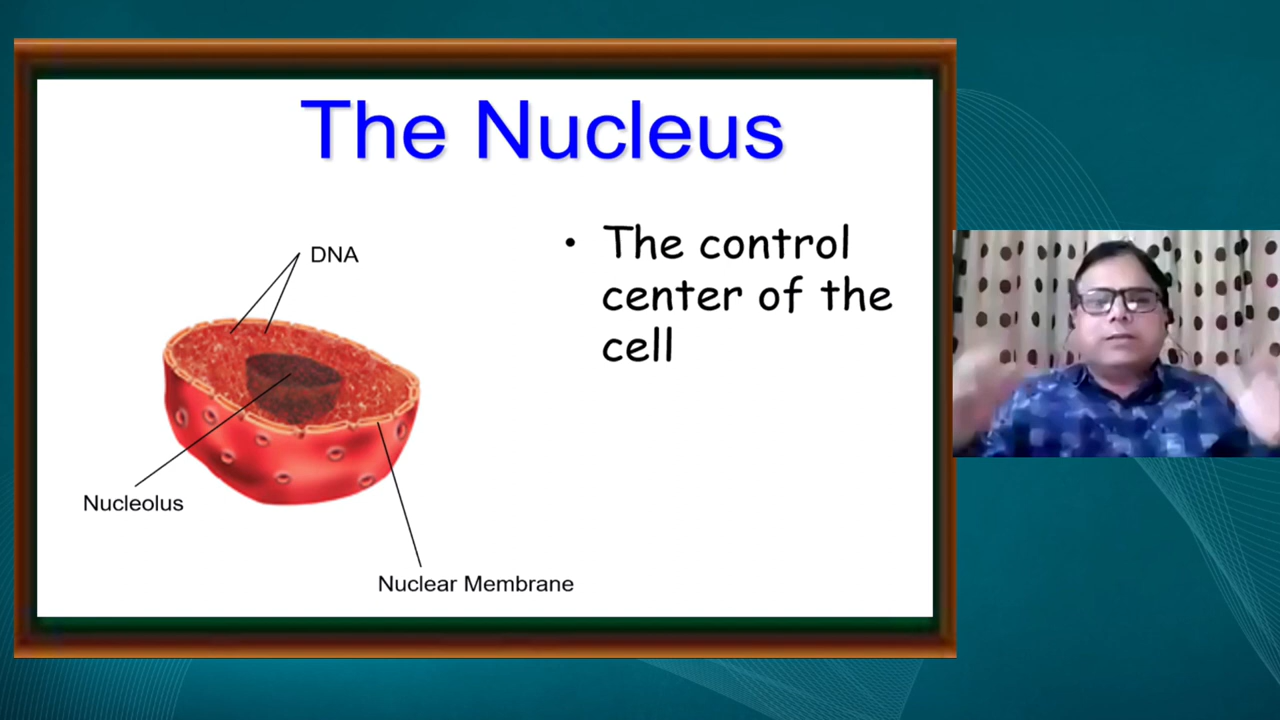 The Nucleus
DNA
• The control
center of the
cell
Nucleolus
Nuclear Membrane